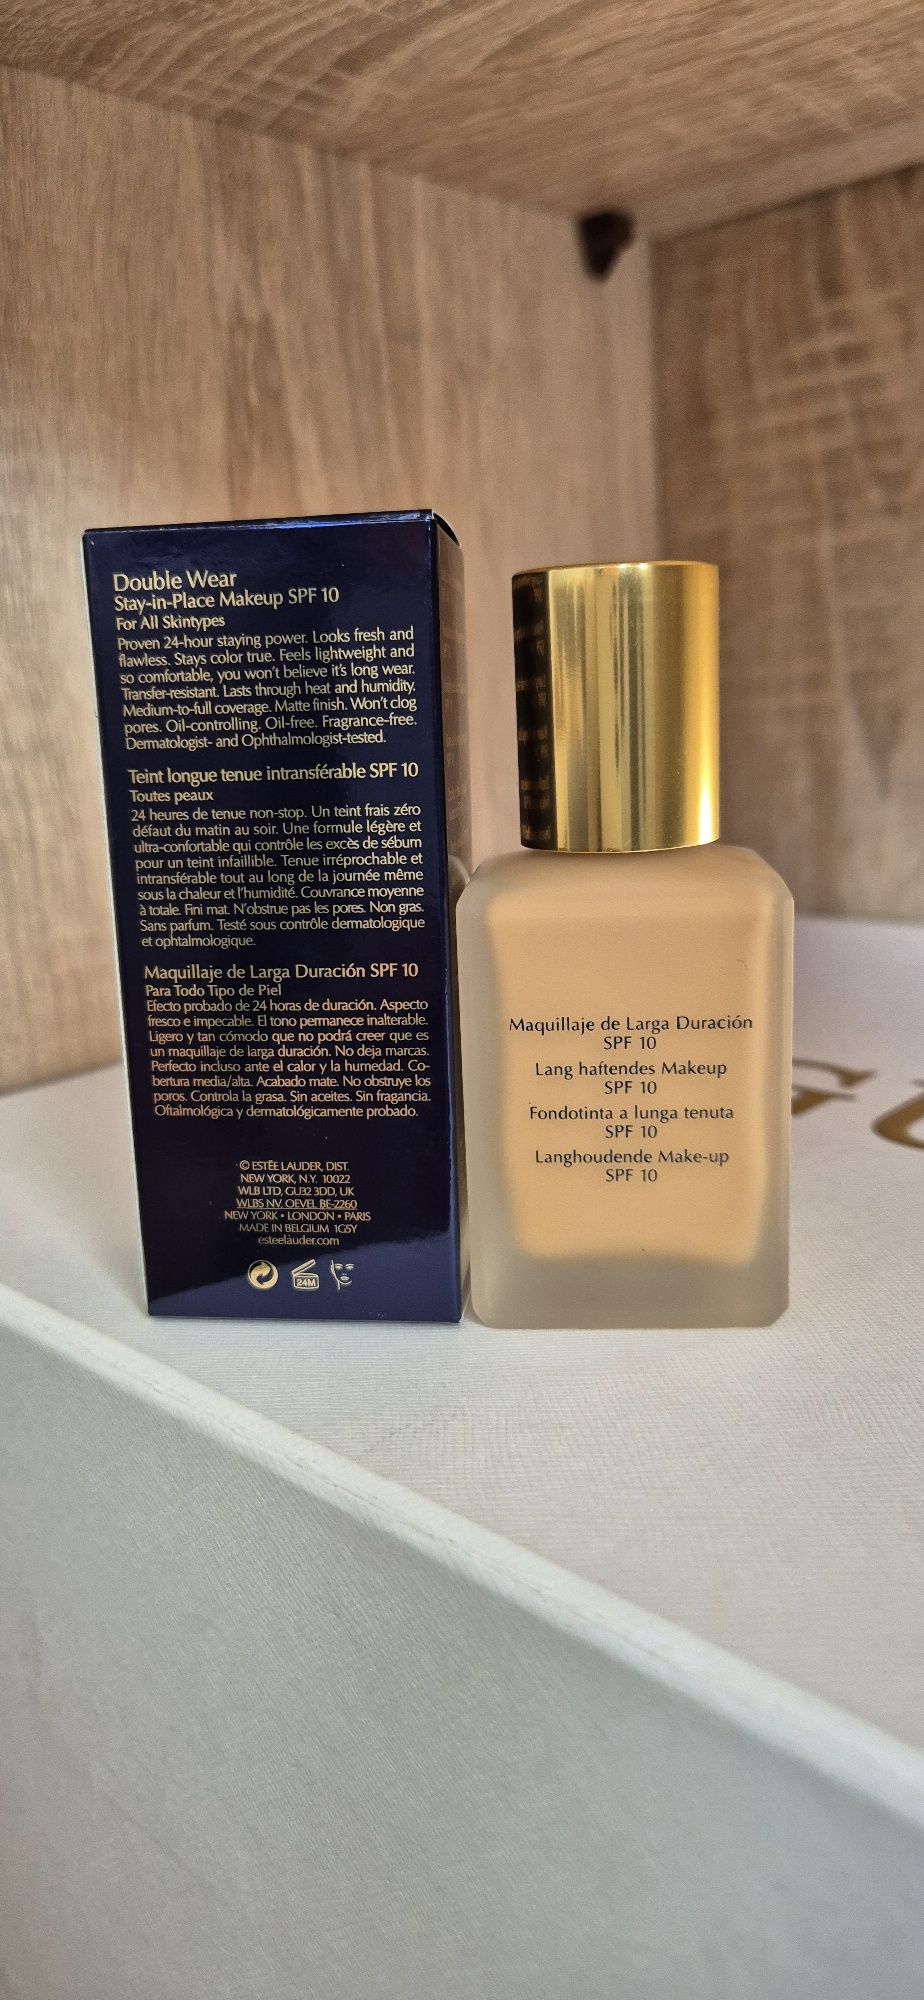 Double Wear
Stay-in-Place Makeup SPF 10
For All Skintypes
Proven 24-hour staying power. Looks fresh and
flawless. Stays color true. Feels lightweight and
so comfortable, you won't believe it's long wear.
Transfer-resistant. Lasts through heat and humidity.
Medium-to-full coverage. Matte finish. Won't clog
pores. Oil-controlling. Oil-free. Fragrance-free.
Dermatologist- and Ophthalmologist-tested.
Teint longue tenue intransférable SPF 10
Toutes peaux
24 heures de tenue non-stop. Un teint frais zéro
défaut du matin au soir. Une formule légère et
ultra-confortable qui contrôle les excès de sébum
pour un teint infaillible. Tenue irréprochable et
intransférable tout au long de la journée même
sous la chaleur et l'humidité. Couvrance moyenne
à totale. Fini mat. N'obstrue pas les pores. Non gras.
Sans parfum. Testé sous contrôle dermatologique
et ophtalmologique.
Maquillaje de Larga Duración SPF 10
Para Todo Tipo de Piel
Efecto probado de 24 horas de duración. Aspecto
fresco e impecable. El tono permanece inalterable.
Ligero y tan cómodo que no podrá creer que es
un maquillaje de larga duración. No deja marcas.
Perfecto incluso ante el calor y la humedad. Co-
bertura media/alta. Acabado mate. No obstruye los
poros. Controla la grasa. Sin aceites. Sin fragancia.
Oftalmológica y dermatológicamente probado.
© ESTĒE LAUDER, DIST.
NEW YORK, N.Y. 10022
WLB LTD, GU32 3DD, UK
WLBS NV, OEVEL BE-2260
NEW YORK • LONDON • PARIS
MADE IN BELGIUM 1G5Y
esteelauder.com
24M
Maquillaje de Larga Duración
SPF 10
Lang haftendes Makeup
SPF 10
Fondotinta a lunga tenuta
SPF 10
Langhoudende Make-up
SPF 10